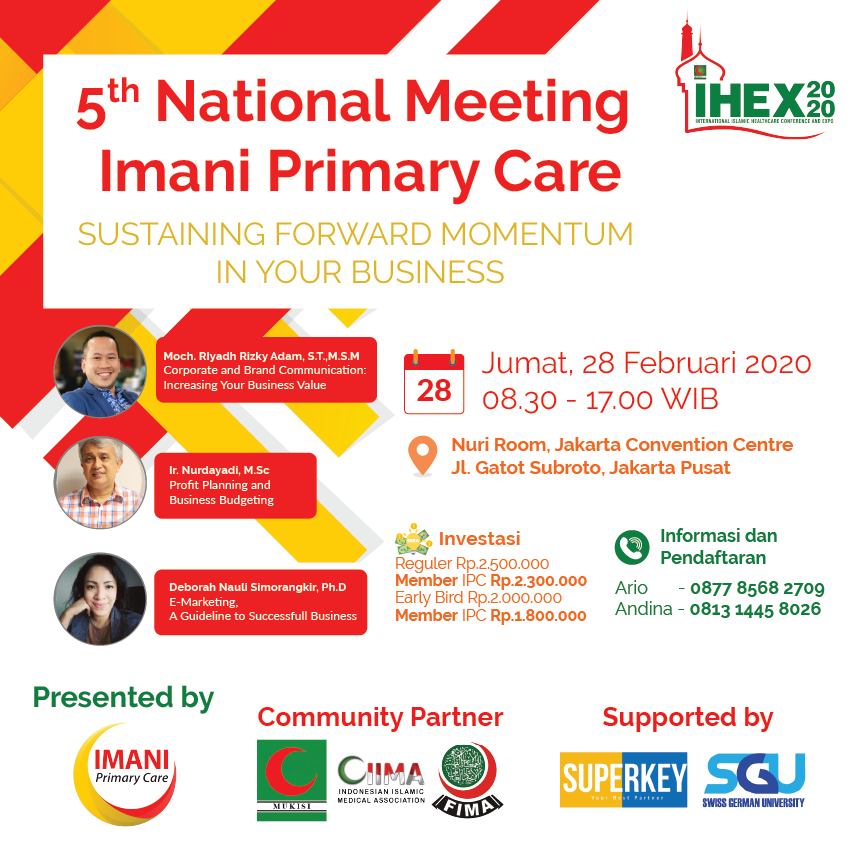 5th National Meeting
Imani Primary Care
SUSTAINING FORWARD MOMENTUM
IN YOUR BUSINESS
IHEX 2020
INTERNATIONAL ISLAMIC HEALTHCARE CONFERENCE AND EXPO
Moch. RIyadh Rizky Adam, S.T.,M.S.M
Corporate and Brand Communication:
Increasing Your Business Value
Ir. Nurdayadi, M.Sc
Profit Planning and
Business Budgeting
Deborah Nauli Simorangkir, Ph.D
E-Marketing,
A Guideline to Successfull Business
28
Jumat, 28 Februari 2020
08.30 - 17.00 WIB
Nuri Room, Jakarta Convention Centre
Jl. Gatot Subroto, Jakarta Pusat
Investasi
Reguler Rp.2.500.000
Member IPC Rp.2.300.000
Early Bird Rp.2.000.000
Member IPC Rp.1.800.000
Informasi dan
Pendaftaran
Ario - 0877 8568 2709
Andina - 0813 1445 8026
Presented by
IMANI
Primary Care
Community Partner
MUKISI
IIMA
INDONESIAN ISLAMIC
MEDICAL ASSOCIATION
FIMA
Supported by
SUPERKEY
Your Best Partner
SGU
SWISS GERMAN UNIVERSITY